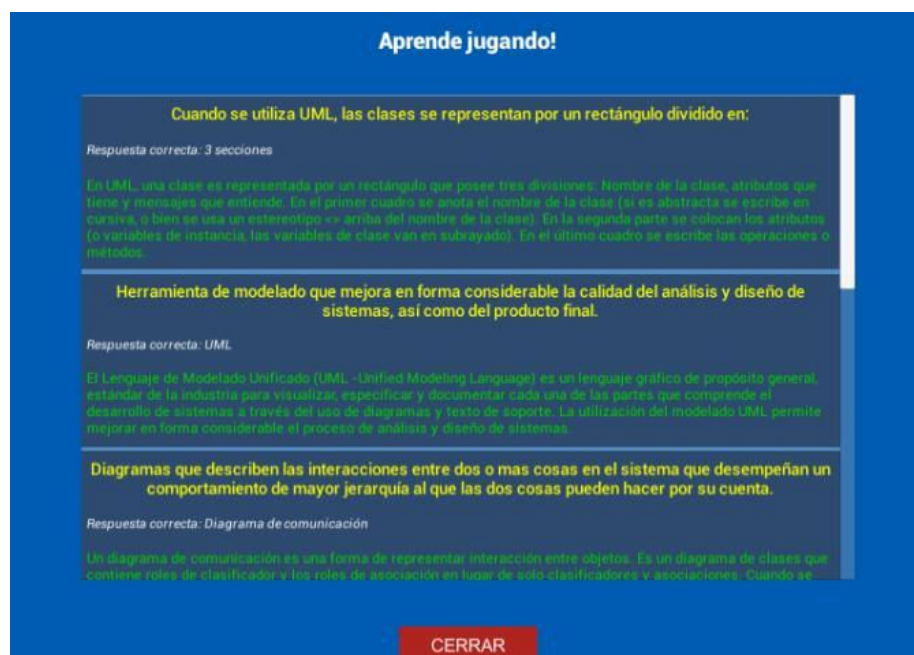 Aprende jugando!
Cuando se utiliza UML, las clases se representan por un rectángulo dividido en:
Respuesta correcta: 3 secciones
En UML, una clase es representada por un rectángulo que posee tres divisiones: Nombre de la clase, atributos que
tiene y mensajes que entiende. En el primer cuadro se anota el nombre de la clase (si es abstracta se escribe en
cursiva, o bien se usa un estereotipo <> arriba del nombre de la clase). En la segunda parte se colocan los atributos
(o variables de instancia, las variables de clase van en subrayado). En el último cuadro se escribe las operaciones o
métodos.
Herramienta de modelado que mejora en forma considerable la calidad del análisis y diseño de
sistemas, así como del producto final.
Respuesta correcta: UML
El Lenguaje de Modelado Unificado (UML -Unified Modeling Language) es un lenguaje gráfico de propósito general,
estándar de la industria para visualizar, especificar y documentar cada una de las partes que comprende el
desarrollo de sistemas a través del uso de diagramas y texto de soporte. La utilización del modelado UML permite
mejorar en forma considerable el proceso de análisis y diseño de sistemas.
Diagramas que describen las interacciones entre dos o mas cosas en el sistema que desempeñan un
comportamiento de mayor jerarquía al que las dos cosas pueden hacer por su cuenta.
Respuesta correcta: Diagrama de comunicación
Un diagrama de comunicación es una forma de representar interacción entre objetos. Es un diagrama de clases que
contiene roles de clasificador y los roles de asociación en lugar de solo clasificadores y asociaciones. Cuando se
CERRAR